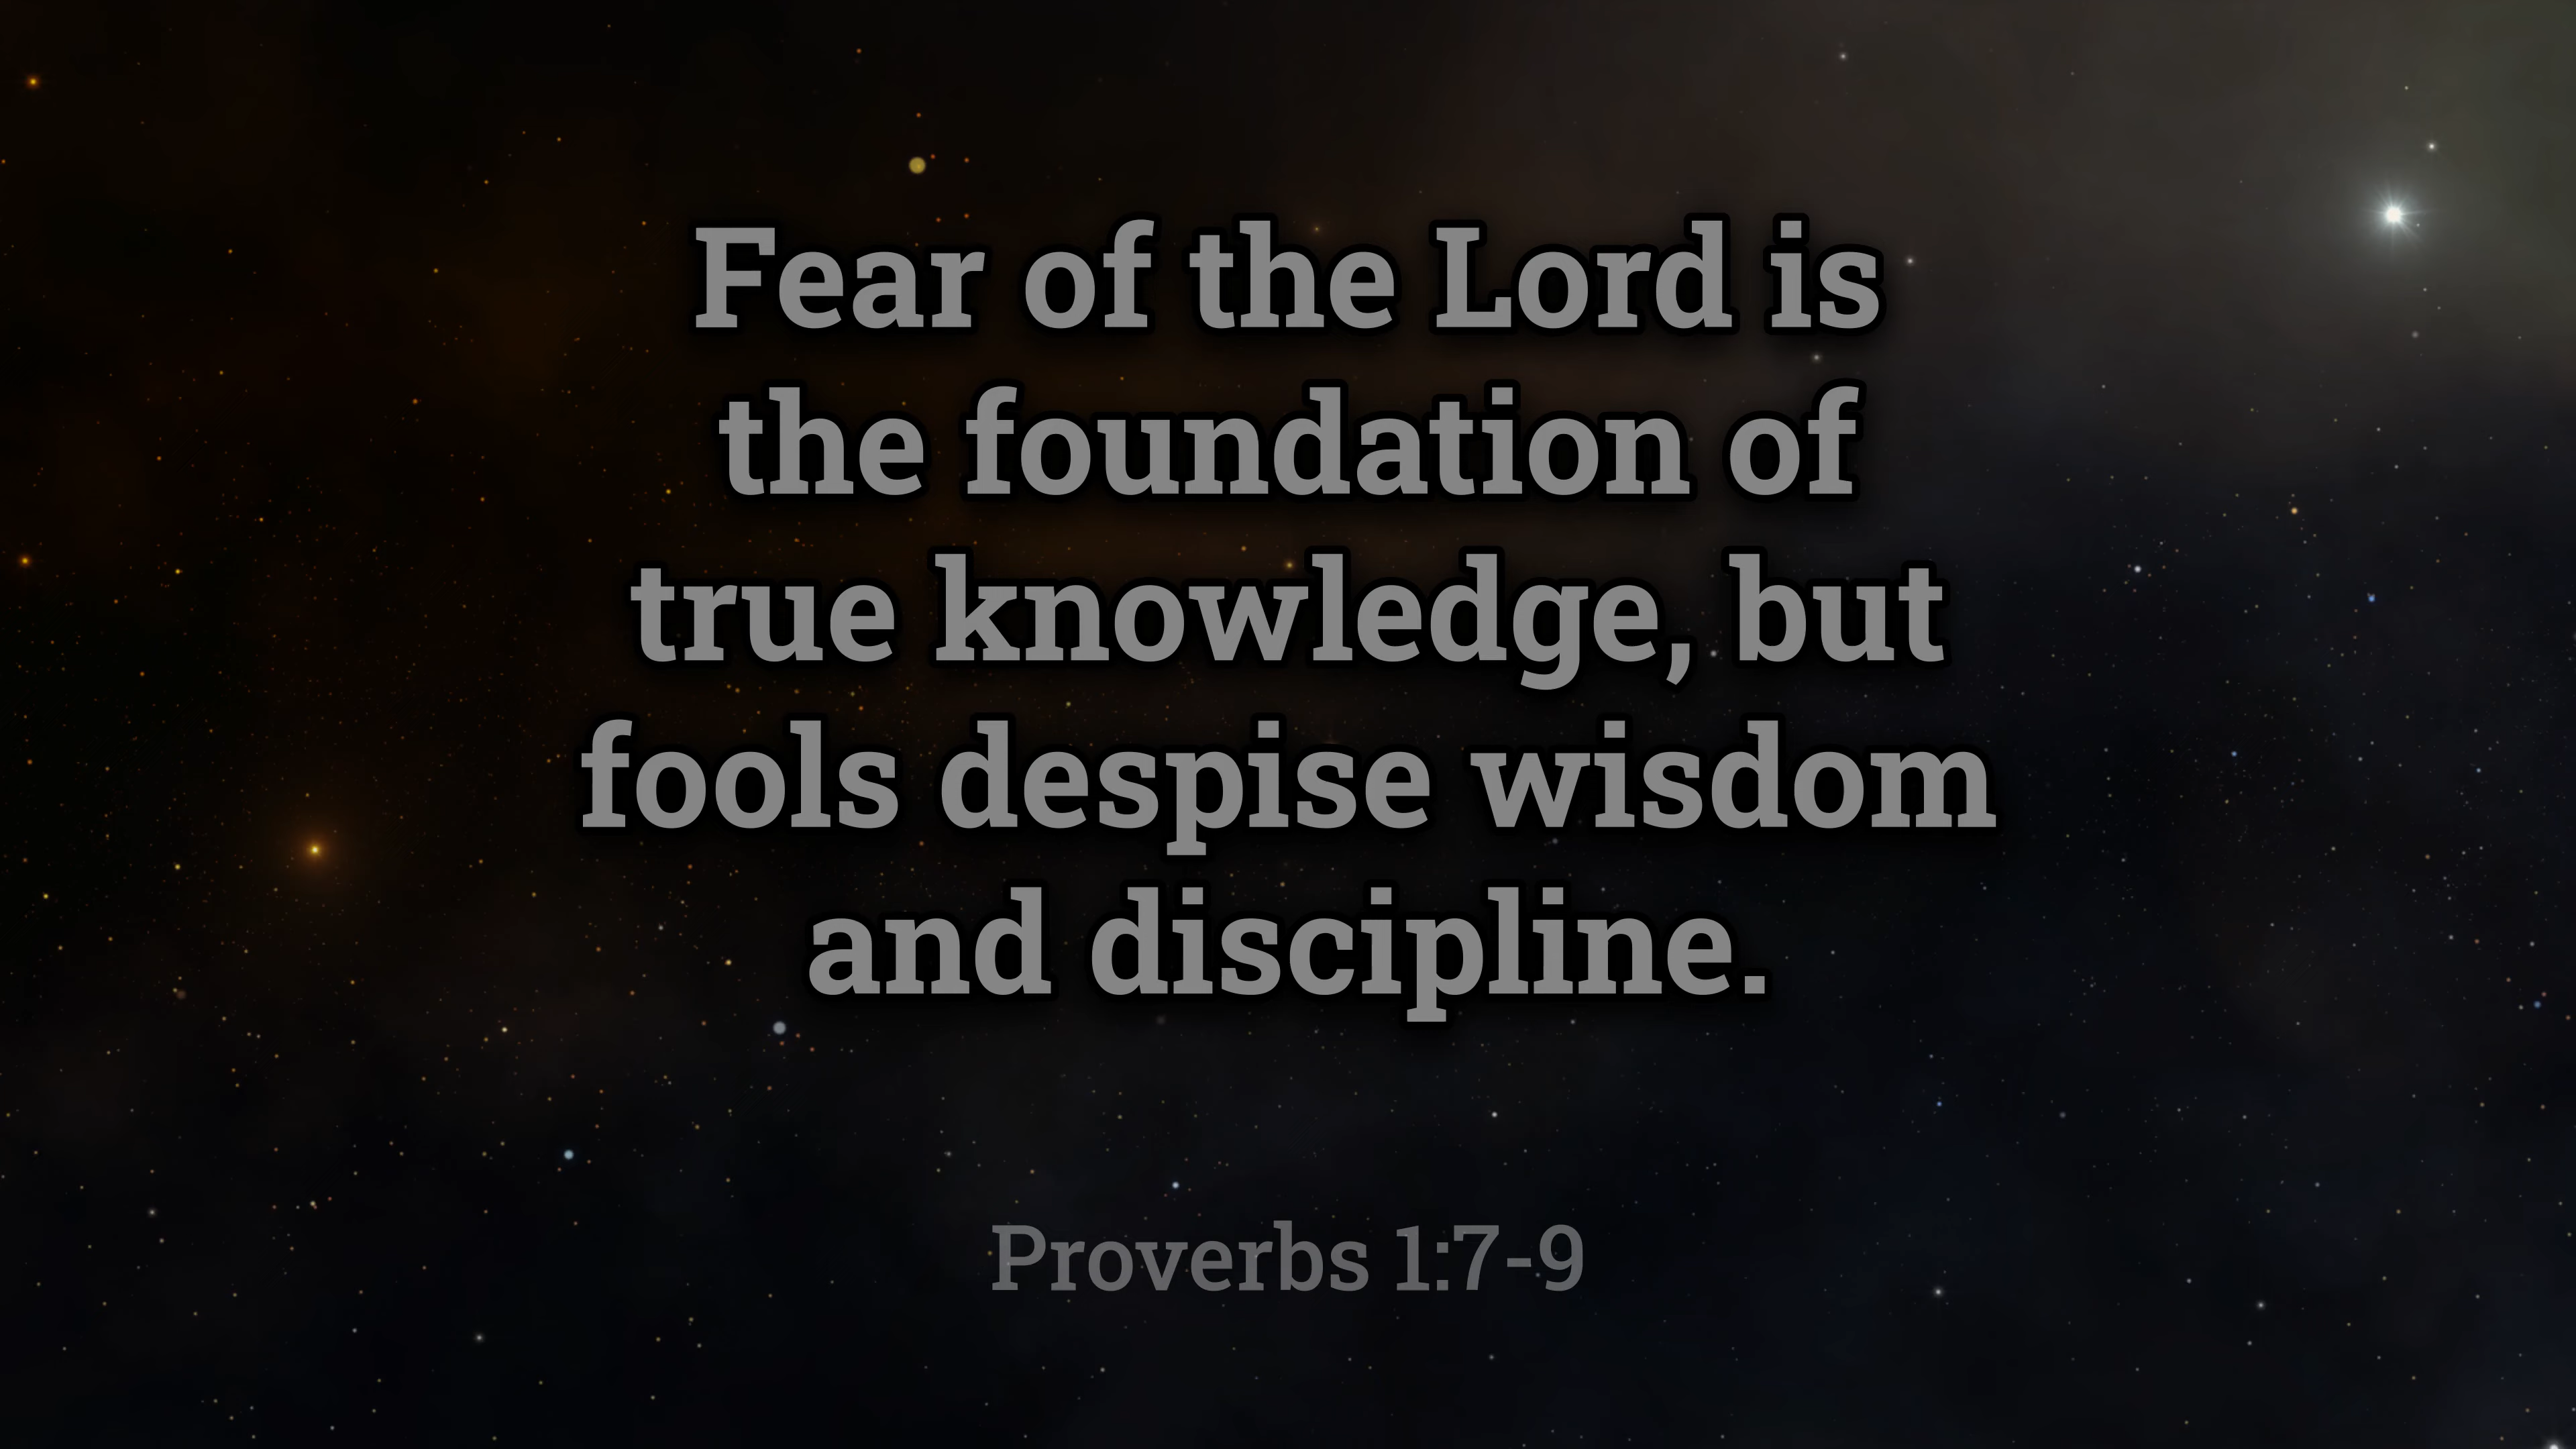 Fear of the Lord is
the foundation of
true knowledge, but
fools despise wisdom
and discipline.
Proverbs 1:7-9